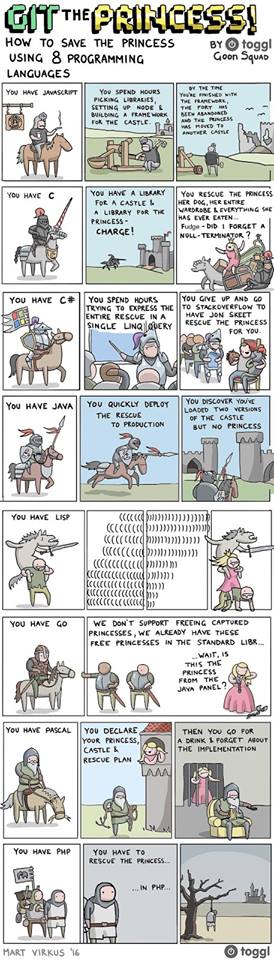 GIT THE PRINCESS!
HOW TO SAVE THE PRINCESS
USING 8 PROGRAMMING
LANGUAGES
BY toggl
Goon Squad
YOU HAVE JAVASCRIPT
YOU SPEND HOURS
PICKING LIBRARIES,
SETTING UP NODE &
BUILDING A FRAMEWORK
FOR THE CASTLE.
BY THE TIME
YOU'RE FINISHED WITH
THE FRAMEWORK,
THE FORT HAS
BEEN ABANDONED
AND THE PRINCESS
HAS MOVED TO
ANOTHER CASTLE
YOU HAVE C
YOU HAVE A LIBRARY
FOR A CASTLE &
A LIBRARY FOR THE
PRINCESS -
CHARGE!
YOU RESCUE THE PRINCESS
HER DOG, HER ENTIRE
WARDROBE & EVERYTHING SHE
HAS EVER EATEN...
Fudge - DID I FORGET A
NULL-TERMINATOR?
YOU HAVE C#
YOU SPEND HOURS
TRYING TO EXPRESS THE
ENTIRE RESCUE IN A
SINGLE LINQ QUERY
YOU GIVE UP AND GO
TO STACKOVERFLOW TO
HAVE JON SKEET
RESCUE THE PRINCESS
FOR YOU.
YOU HAVE JAVA
YOU QUICKLY DEPLOY
THE RESCUE
TO PRODUCTION
YOU DISCOVER YOU'VE
LOADED TWO VERSIONS
OF THE CASTLE
BUT NO PRINCESS
YOU HAVE LISP
YOU HAVE GO
WE DON'T SUPPORT FREEING CAPTURED
PRINCESSES, WE ALREADY HAVE THESE
FREE PRINCESSES IN THE STANDARD LIBR...
...WAIT, IS
THIS THE
PRINCESS
FROM THE
JAVA PANEL?
YOU HAVE PASCAL
YOU DECLARE
YOUR PRINCESS,
CASTLE &
RESCUE PLAN
THEN YOU GO FOR
A DRINK & FORGET ABOUT
THE IMPLEMENTATION
YOU HAVE PHP
YOU HAVE TO
RESCUE THE PRINCESS...
...IN PHP...
MART VIRKUS '16
toggl